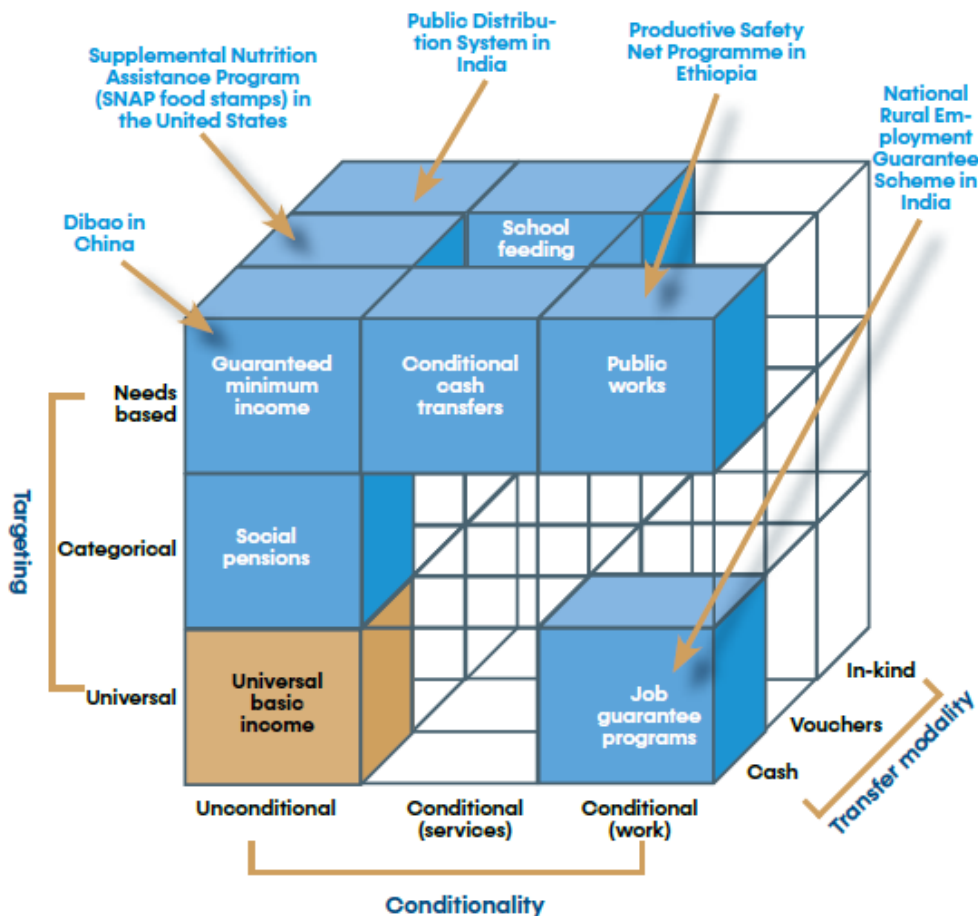 Public Distribu-
tion System in
India
Productive Safety
Net Programme in
Ethiopia
Supplemental Nutrition
Assistance Program
(SNAP food stamps) in
the United States
National
Rural Em-
ployment
Guarantee
Scheme in
India
Dibao in
China
School
feeding
Guaranteed
minimum
income
Conditional
cash
transfers
Public
works
Needs
based
Targeting
Categorical
Social
pensions
Universal
Universal
basic
income
Job
guarantee
programs
In-kind
Vouchers
Cash
Transfer modality
Unconditional
Conditional
(services)
Conditional
(work)
Conditionality